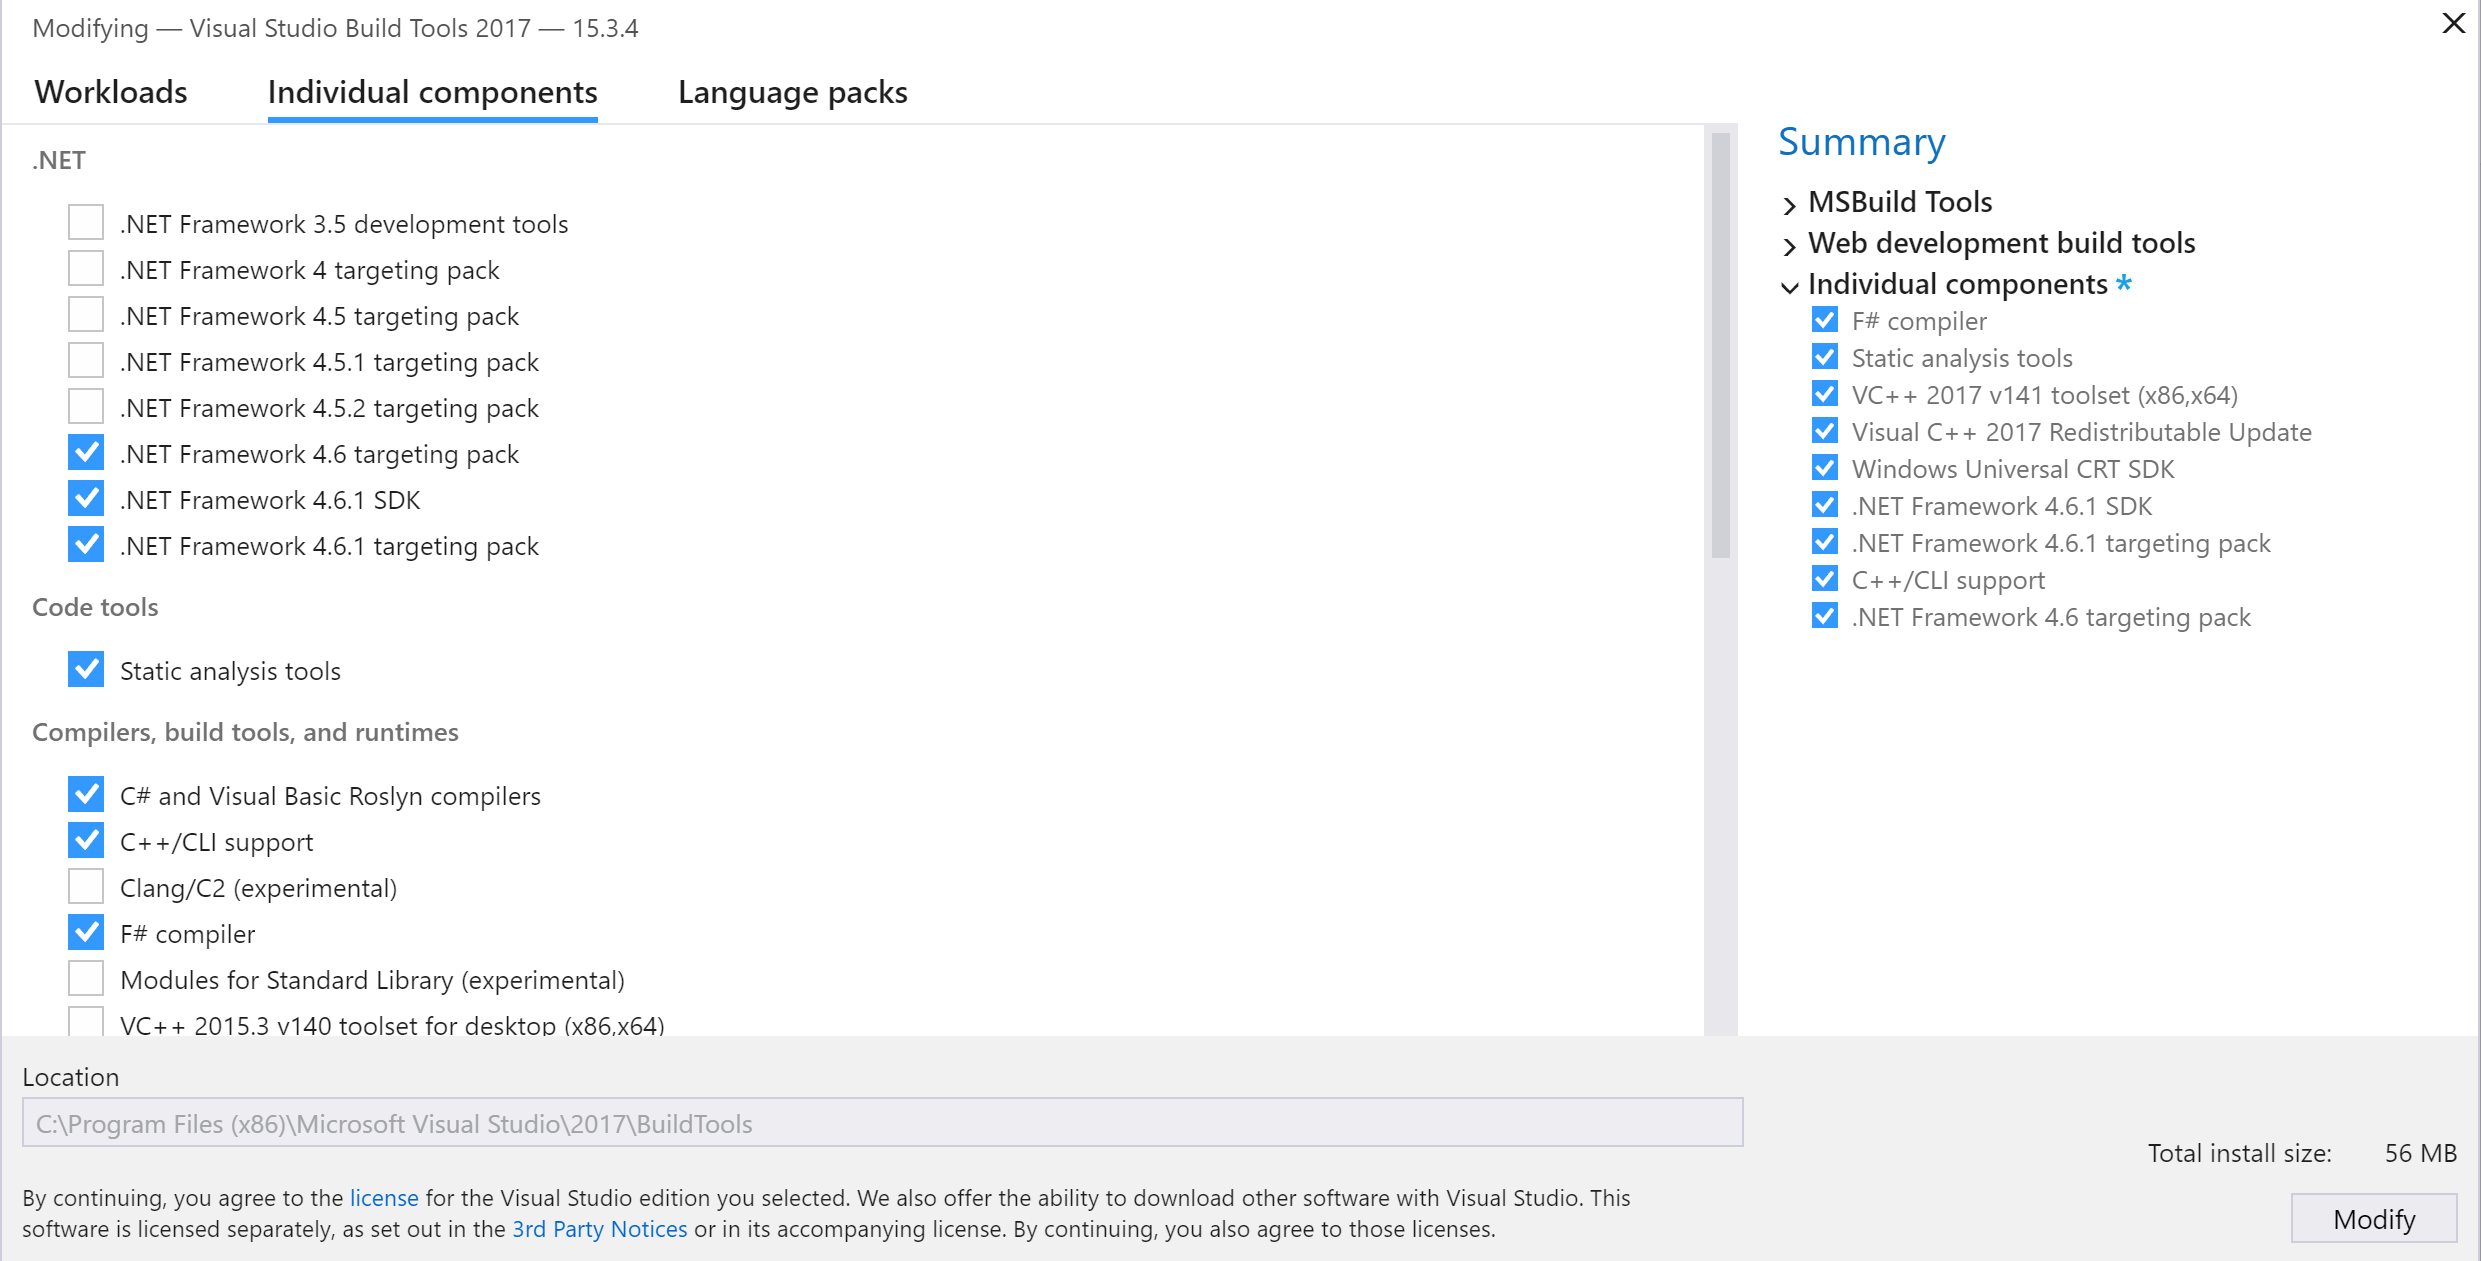 Modifying — Visual Studio Build Tools 2017 — 15.3.4
Workloads
Individual components
Language packs
.NET
.NET Framework 3.5 development tools
.NET Framework 4 targeting pack
.NET Framework 4.5 targeting pack
.NET Framework 4.5.1 targeting pack
.NET Framework 4.5.2 targeting pack
.NET Framework 4.6 targeting pack
.NET Framework 4.6.1 SDK
.NET Framework 4.6.1 targeting pack
Code tools
Static analysis tools
Compilers, build tools, and runtimes
C# and Visual Basic Roslyn compilers
C++/CLI support
Clang/C2 (experimental)
F# compiler
Modules for Standard Library (experimental)
VC++ 2015.3 v140 toolset for desktop (x86,x64)
Summary
MSBuild Tools
Web development build tools
Individual components *
F# compiler
Static analysis tools
VC++ 2017 v141 toolset (x86,x64)
Visual C++ 2017 Redistributable Update
Windows Universal CRT SDK
.NET Framework 4.6.1 SDK
.NET Framework 4.6.1 targeting pack
C++/CLI support
.NET Framework 4.6 targeting pack
Location
C:\Program Files (x86)\Microsoft Visual Studio\2017\BuildTools
Total install size: 56 MB
By continuing, you agree to the license for the Visual Studio edition you selected. We also offer the ability to download other software with Visual Studio. This
software is licensed separately, as set out in the 3rd Party Notices or in its accompanying license. By continuing, you also agree to those licenses.
Modify